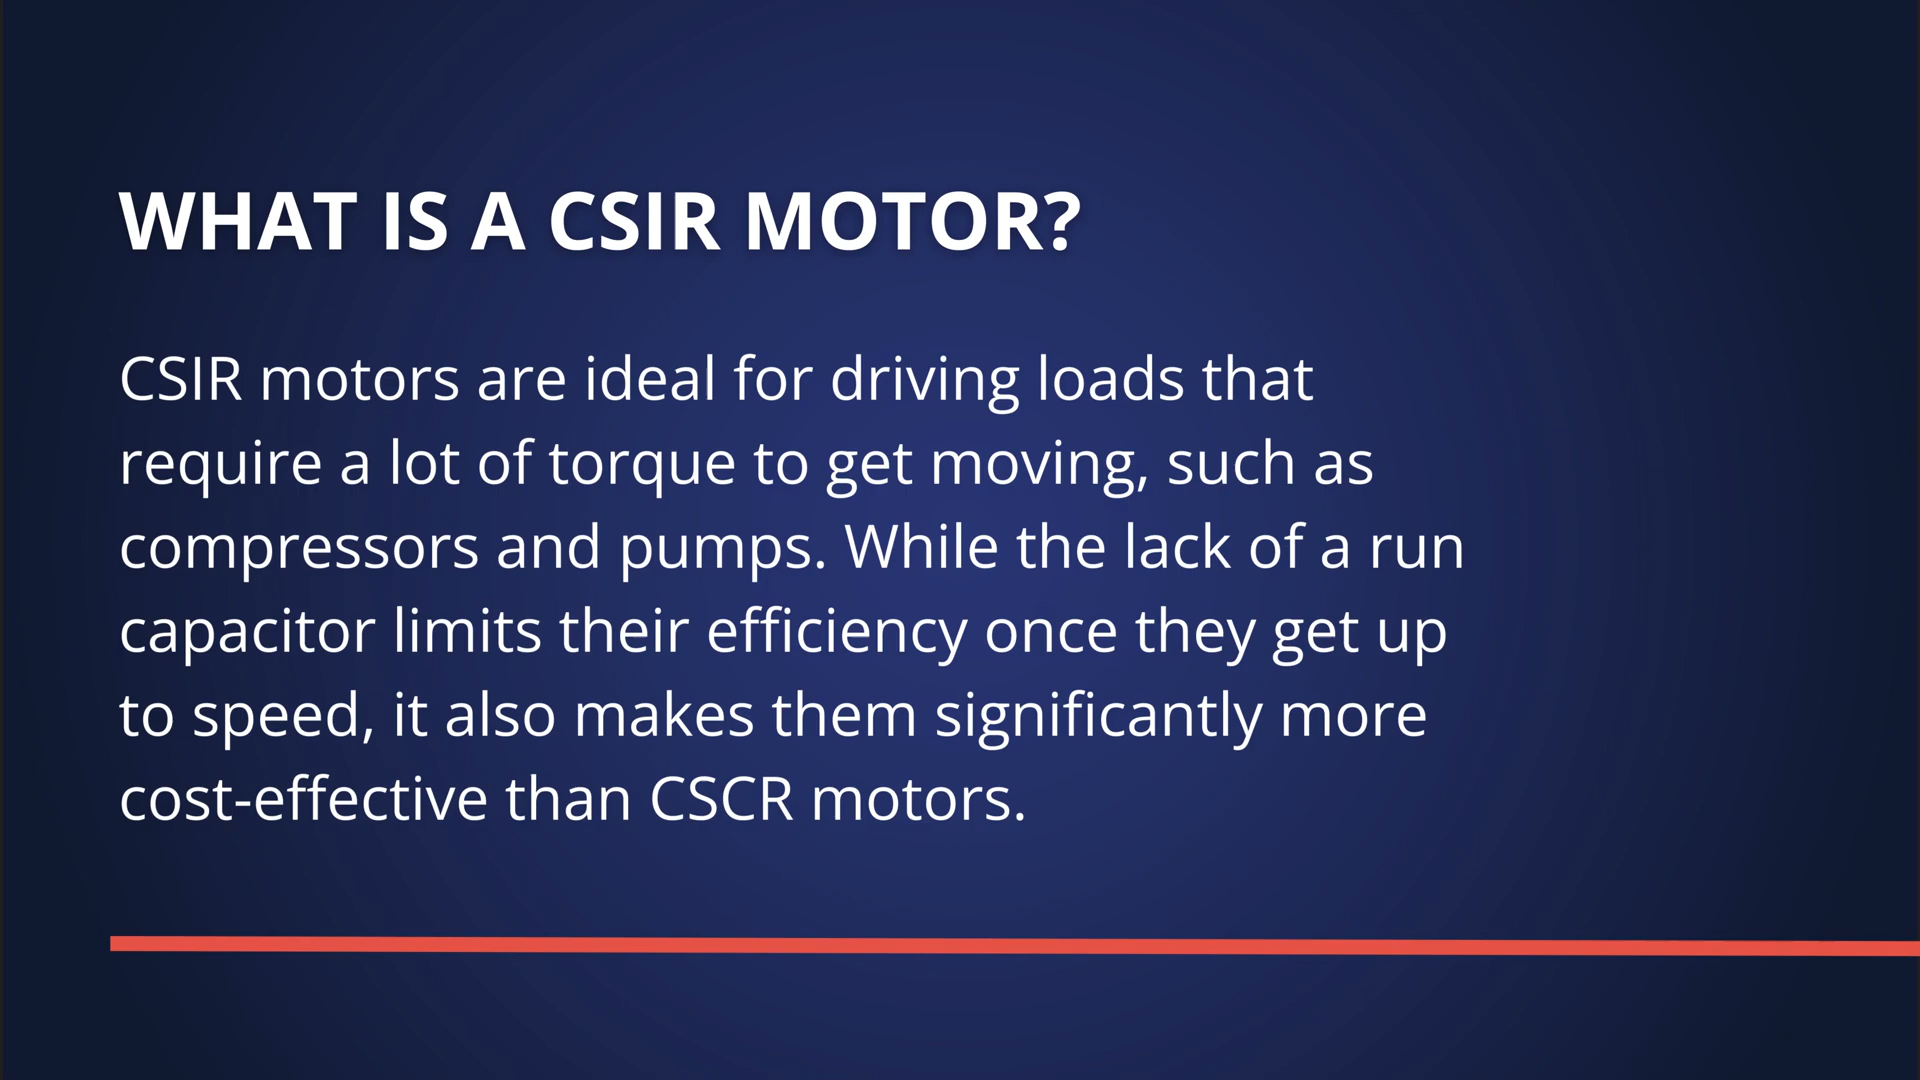 WHAT IS A CSIR MOTOR?
CSIR motors are ideal for driving loads that
require a lot of torque to get moving, such as
compressors and pumps. While the lack of a run
capacitor limits their efficiency once they get up
to speed, it also makes them significantly more
cost-effective than CSCR motors.